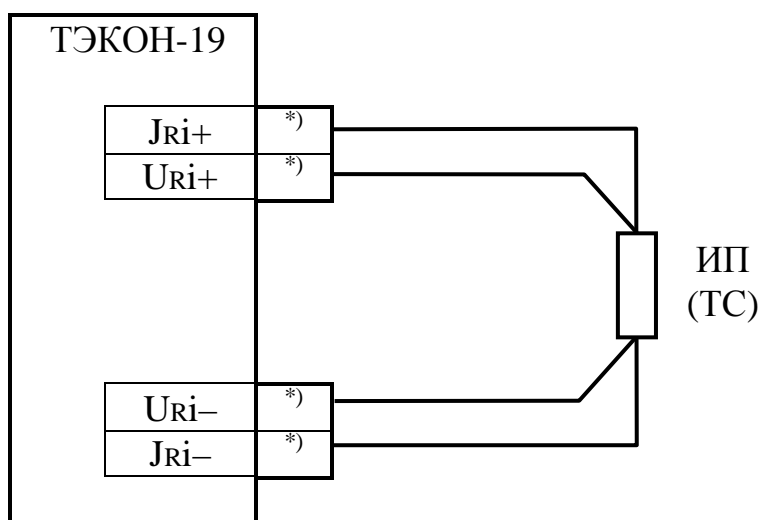 ТЭКОН-19
JRi+ *)
URi+ *)
ИП
(ТС)
URi– *)
JRi– *)